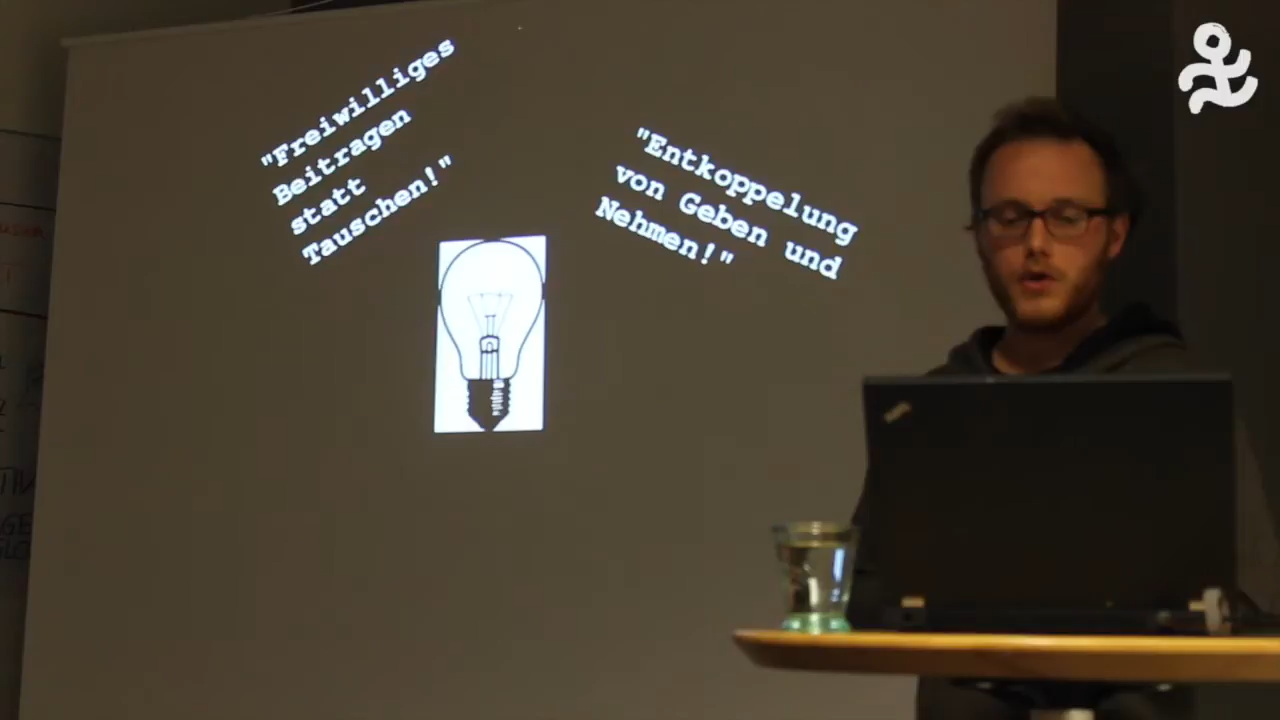 "Freiwilliges
Beitragen
statt
Tauschen!"
"Entkoppelung
von Geben und
Nehmen!"